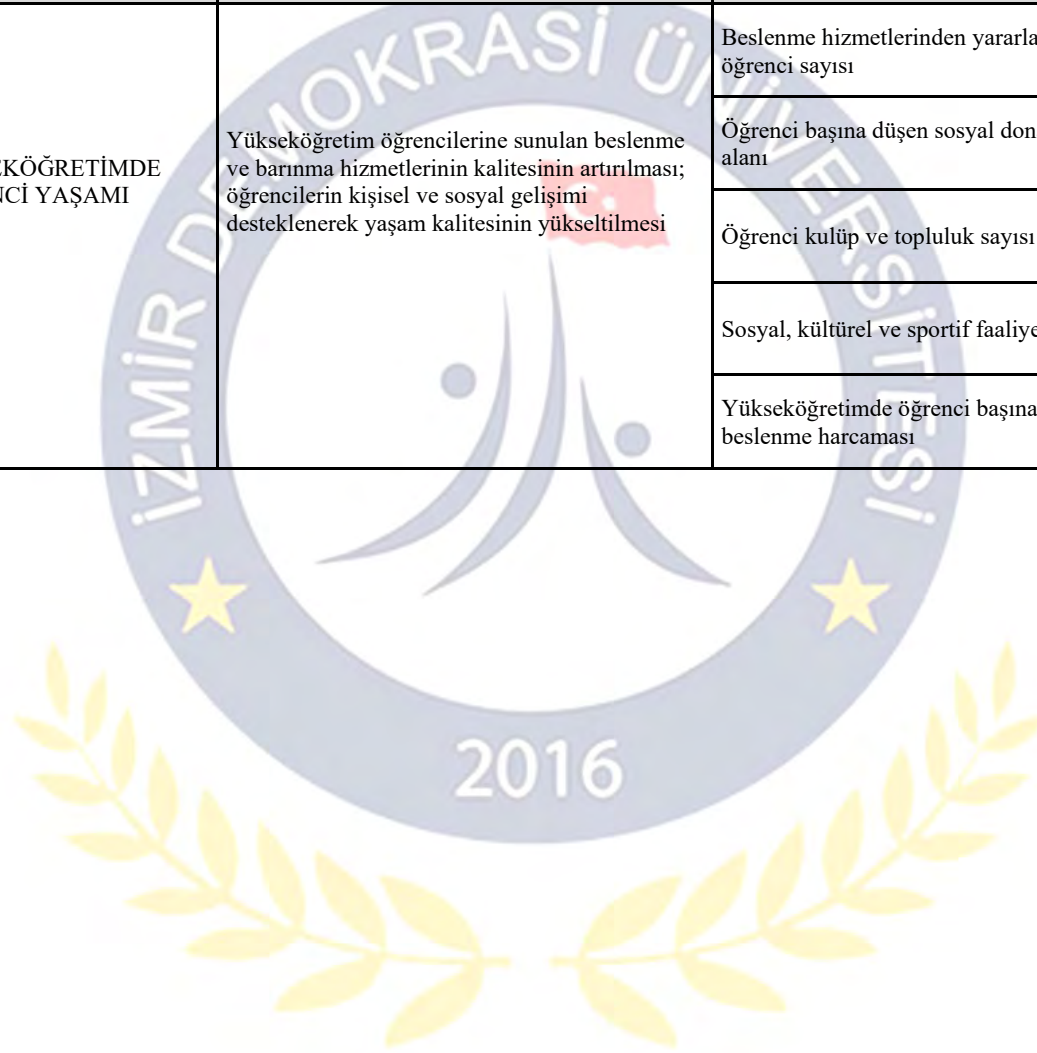 EKÖĞRETİMDE
NCİ YAŞAMI
Yükseköğretim öğrencilerine sunulan beslenme
ve barınma hizmetlerinin kalitesinin artırılması;
öğrencilerin kişisel ve sosyal gelişimi
desteklenerek yaşam kalitesinin yükseltilmesi
Beslenme hizmetlerinden yararla
öğrenci sayısı
Öğrenci başına düşen sosyal don
alanı
Öğrenci kulüp ve topluluk sayısı
Sosyal, kültürel ve sportif faaliye
Yükseköğretimde öğrenci başına
beslenme harcaması
İZMİR DEMOKRASİ ÜNİVERSİTESİ
2016